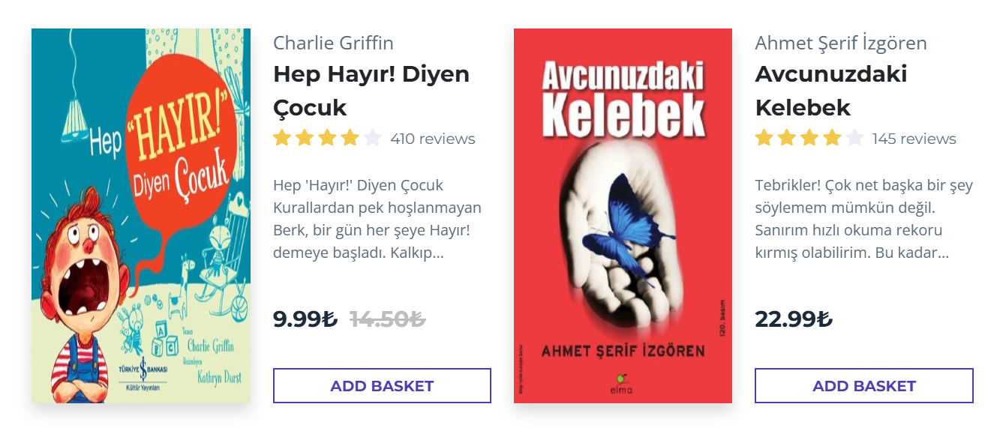 Hep
“HAYIR!”
Diyen Çocuk
A
B C
Yazan
Charlie Griffin
Resimleyen
Kathryn Durst
TÜRKİYE İŞ BANKASI
Kültür Yayınları
Charlie Griffin
Hep Hayır! Diyen
Çocuk
410 reviews
Hep 'Hayır!' Diyen Çocuk
Kurallardan pek hoşlanmayan
Berk, bir gün her şeye Hayır!
demeye başladı. Kalkıp...
9.99₺ 14.50₺
ADD BASKET
Avcunuzdaki
Kelebek
120. basım
AHMET ŞERİF İZGÖREN
elma
Ahmet Şerif İzgören
Avcunuzdaki
Kelebek
145 reviews
Tebrikler! Çok net başka bir şey
söylemem mümkün değil.
Sanırım hızlı okuma rekoru
kırmış olabilirim. Bu kadar...
22.99₺
ADD BASKET